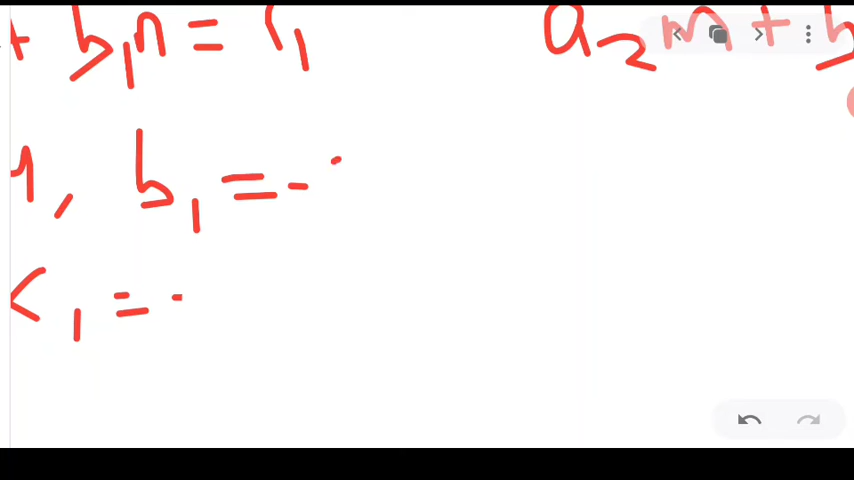 + b₁n = c₁ a₂m + b
1, b₁ = -
c₁ = -